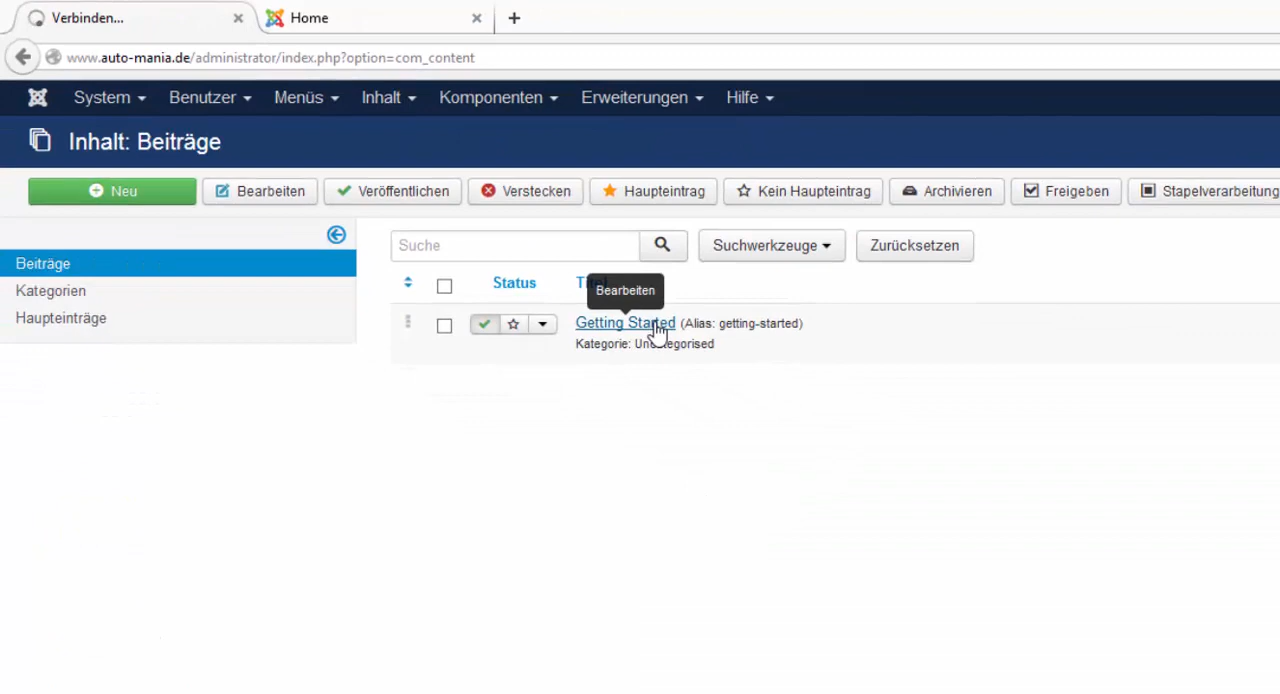 Verbinden...
Home
www.auto-mania.de/administrator/index.php?option=com_content
System Benutzer Menüs Inhalt Komponenten Erweiterungen Hilfe
Inhalt: Beiträge
Neu Bearbeiten Veröffentlichen Verstecken Haupteintrag Kein Haupteintrag Archivieren Freigeben Stapelverarbeitung
Suche Suchwerkzeuge Zurücksetzen
Beiträge
Kategorien
Haupteinträge
Status
Bearbeiten
Getting Started (Alias: getting-started)
Kategorie: Uncategorised